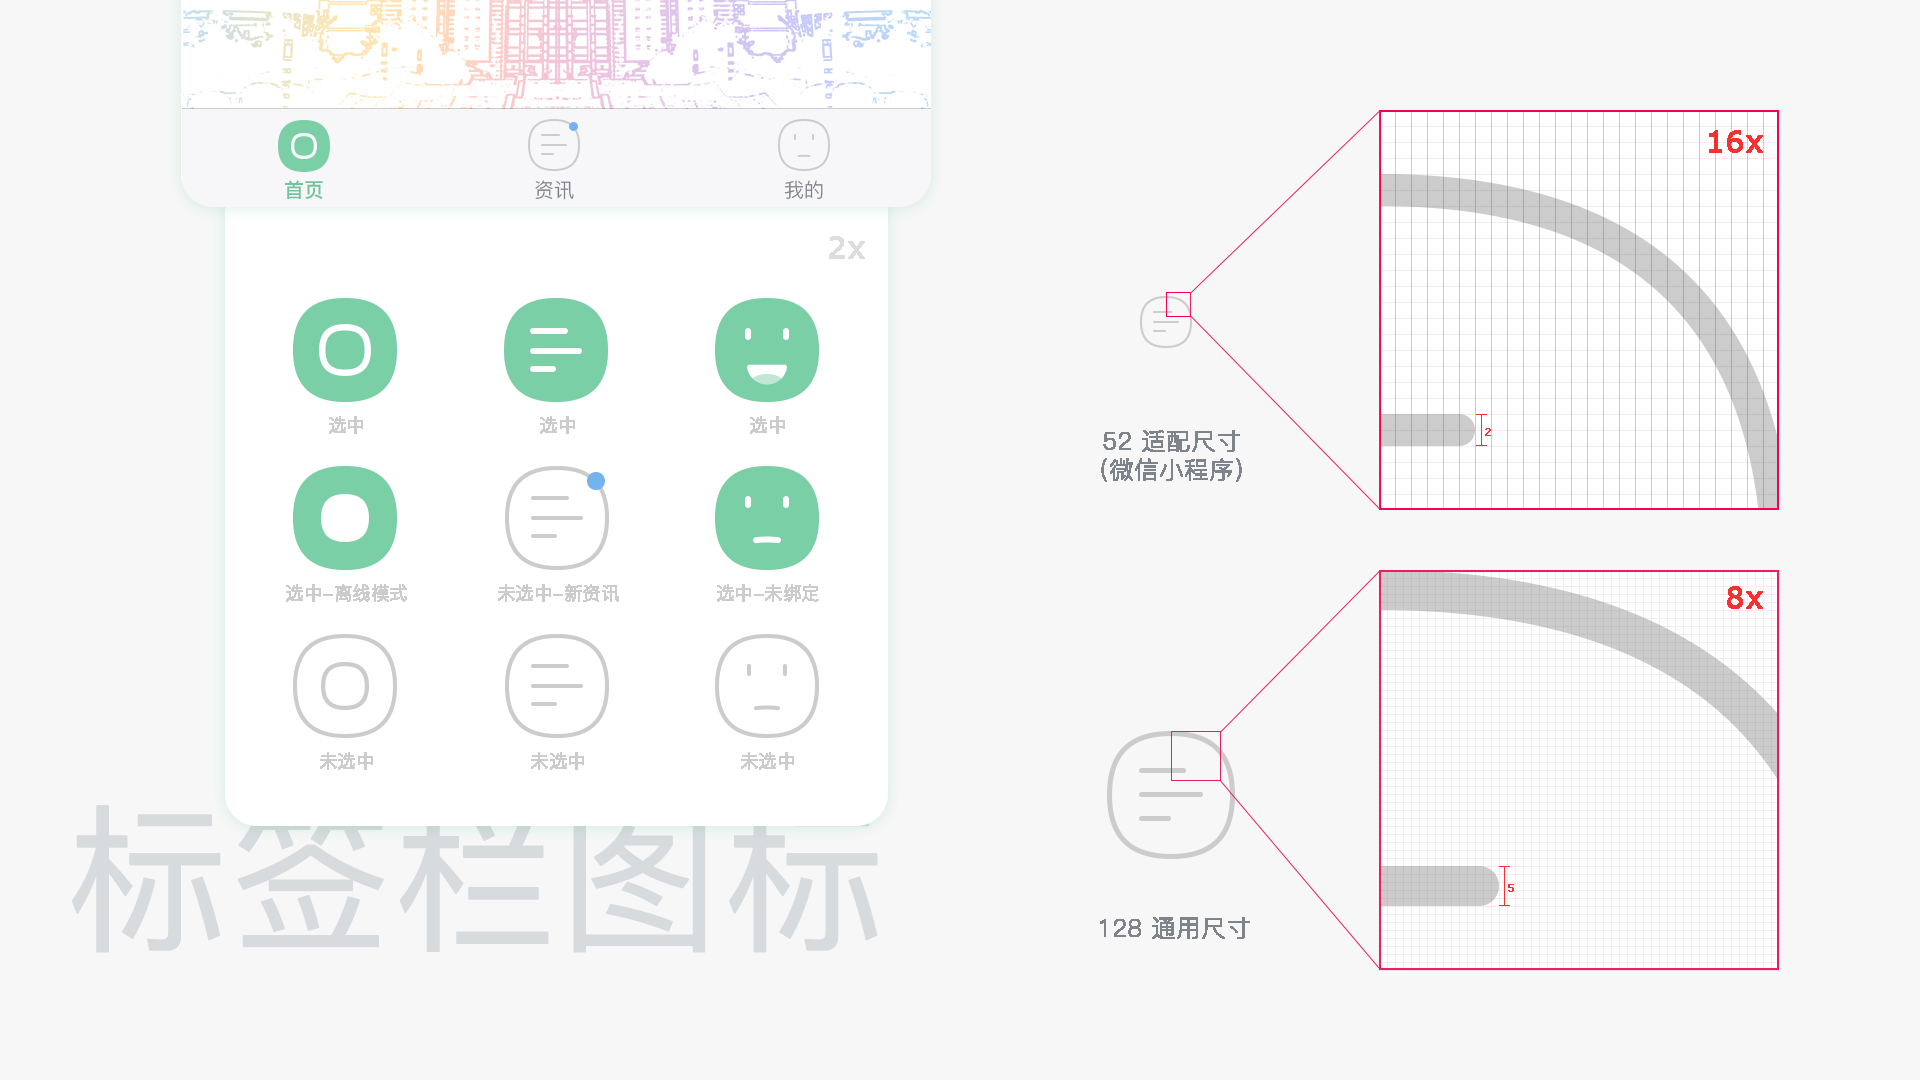 首页
资讯
我的
2x
选中
选中
选中
选中-离线模式
未选中-新资讯
选中-未绑定
未选中
未选中
未选中
标签栏图标
16x
2
52 适配尺寸
(微信小程序)
8x
5
128 通用尺寸